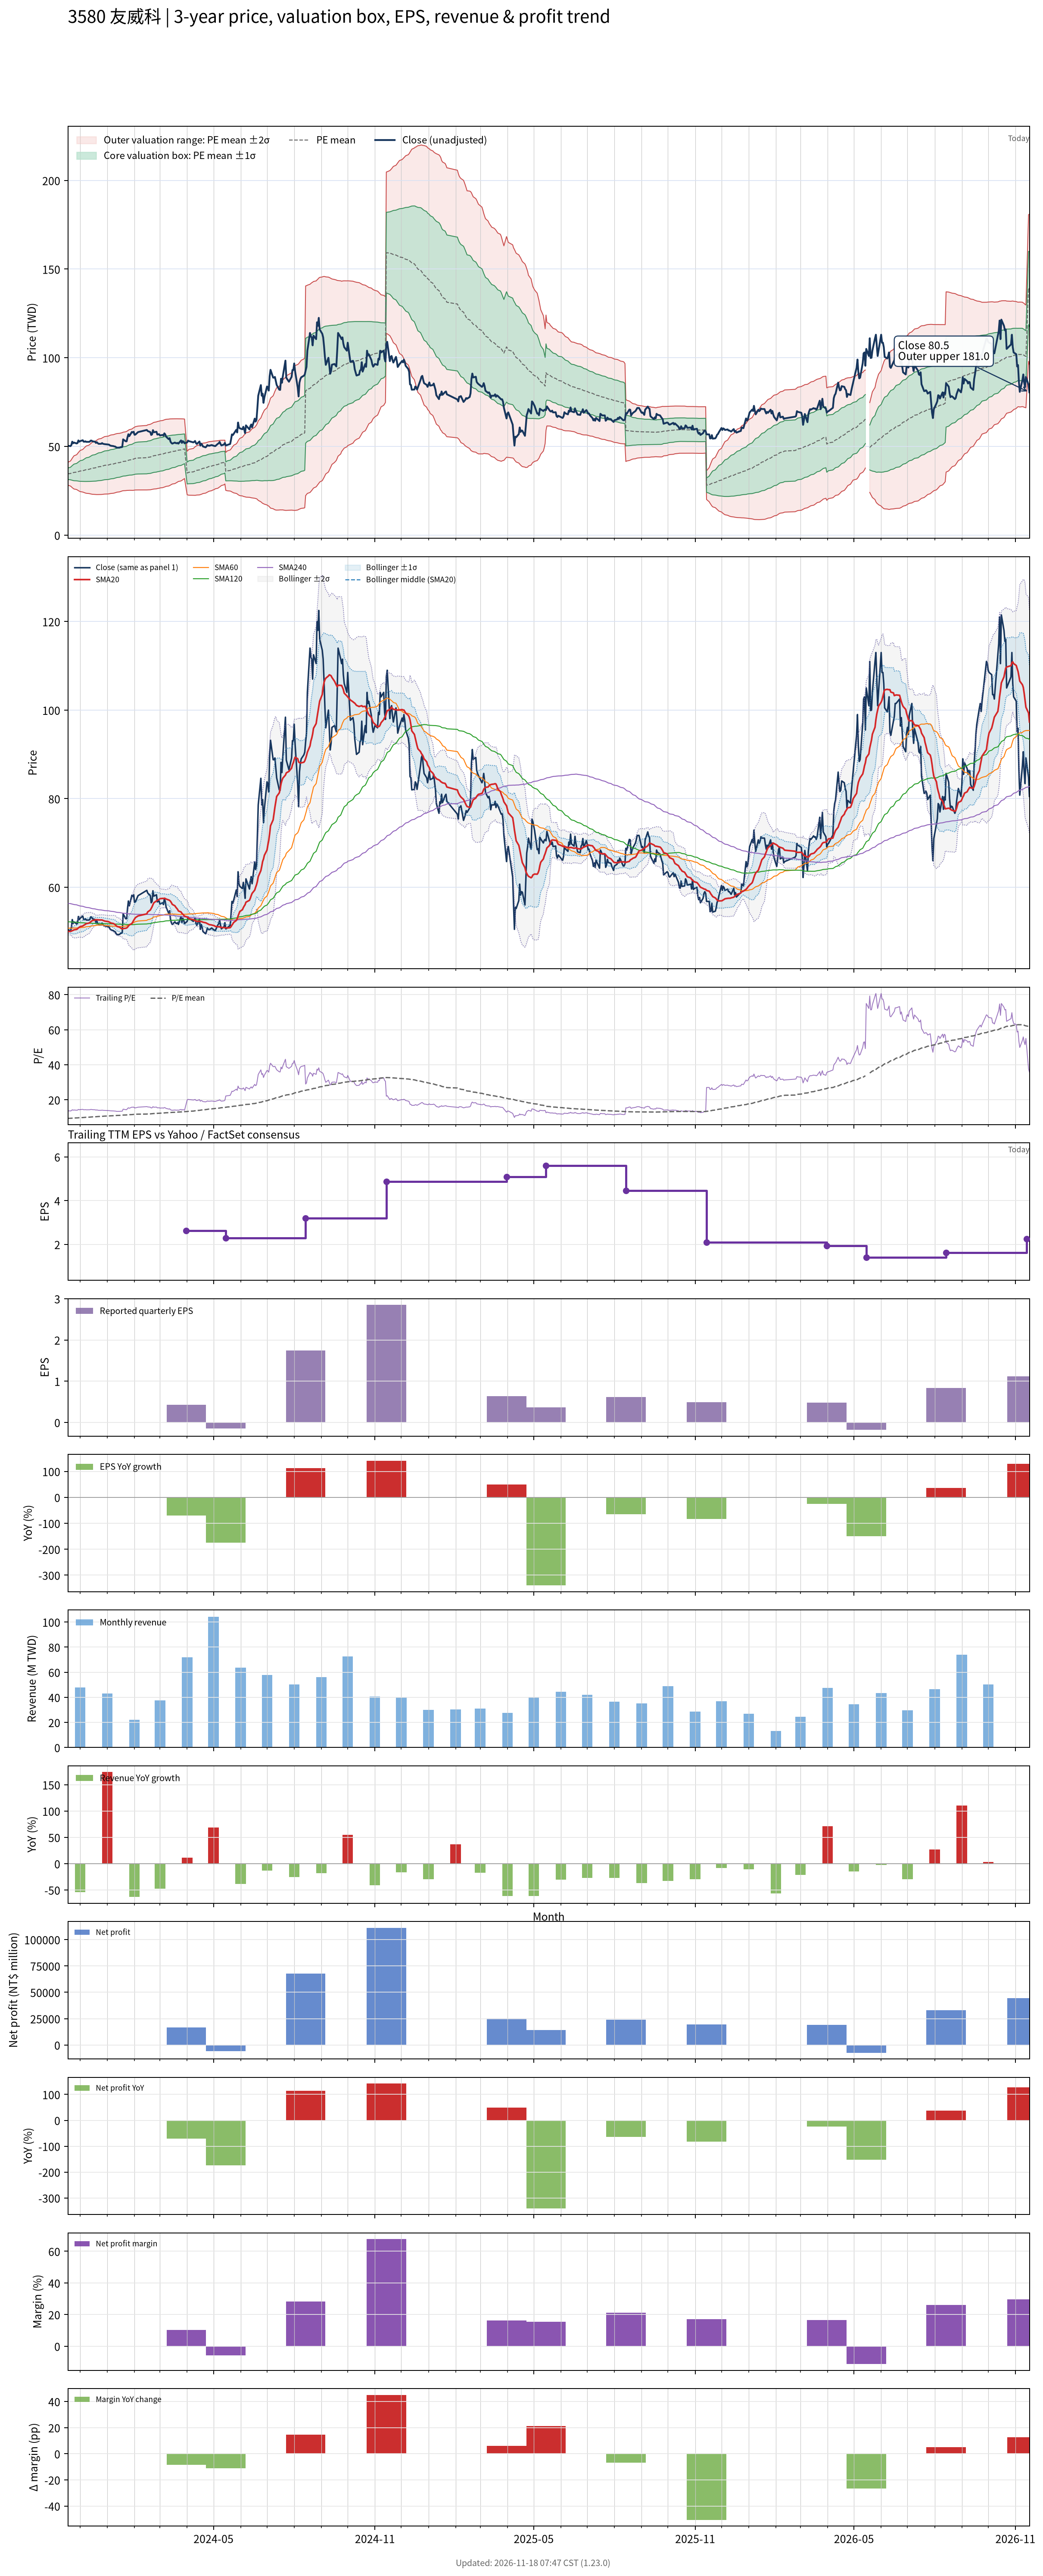 3580 友威科 | 3-year price, valuation box, EPS, revenue & profit trend
Outer valuation range: PE mean ±2σ
Core valuation box: PE mean ±1σ
PE mean
Close (unadjusted)
Today
Price (TWD)
200
150
100
50
0
Close 80.5
Outer upper 181.0
Close (same as panel 1)
SMA20
SMA60
SMA120
SMA240
Bollinger ±2σ
Bollinger ±1σ
Bollinger middle (SMA20)
Price
120
100
80
60
Trailing P/E
P/E mean
P/E
80
60
40
20
Trailing TTM EPS vs Yahoo / FactSet consensus
Today
EPS
6
4
2
Reported quarterly EPS
EPS
3
2
1
0
EPS YoY growth
YoY (%)
100
0
-100
-200
-300
Monthly revenue
Revenue (M TWD)
100
80
60
40
20
0
Revenue YoY growth
YoY (%)
150
100
50
0
-50
Month
Net profit
Net profit (NT$ million)
100000
75000
50000
25000
0
Net profit YoY
YoY (%)
100
0
-100
-200
-300
Net profit margin
Margin (%)
60
40
20
0
Margin YoY change
Δ margin (pp)
40
20
0
-20
-40
2024-05
2024-11
2025-05
2025-11
2026-05
2026-11
Updated: 2026-11-18 07:47 CST (1.23.0)